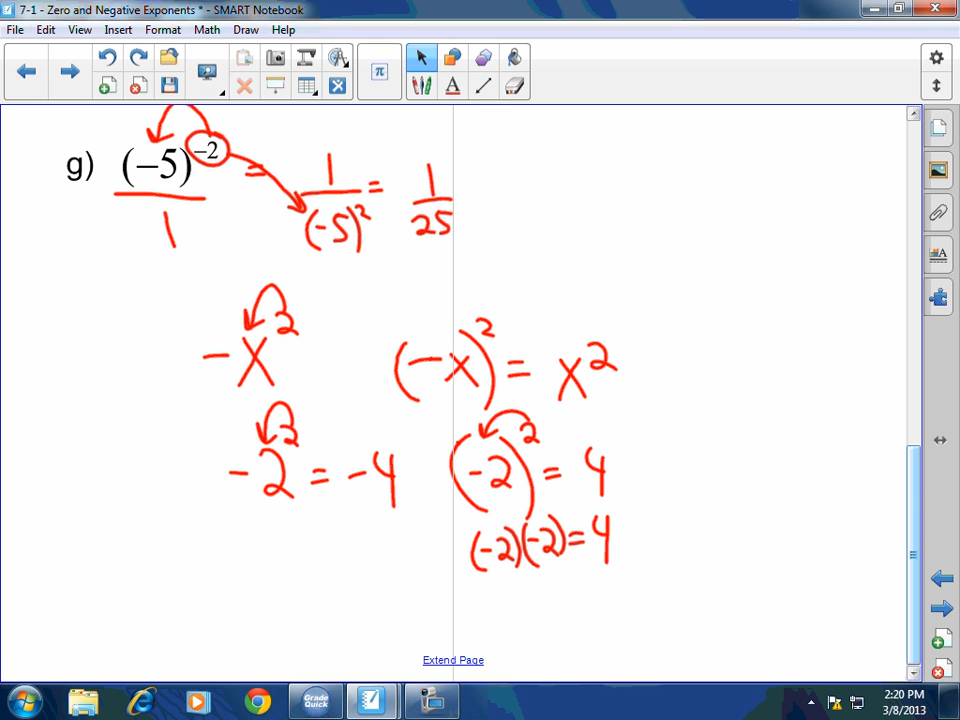 7-1 - Zero and Negative Exponents * - SMART Notebook
File Edit View Insert Format Math Draw Help
π
g) (−5)^−2 / 1 = 1/(-5)^2 = 1/25
-x^2 (-x)^2 = x^2
-2^2 = -4 (-2)^2 = 4
(-2)(-2)=4
Extend Page
Grade Quick
2:20 PM
3/8/2013